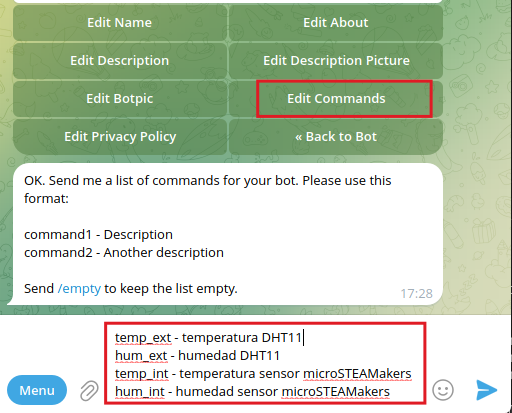 Edit Name
Edit About
Edit Description
Edit Description Picture
Edit Botpic
Edit Commands
Edit Privacy Policy
« Back to Bot
OK. Send me a list of commands for your bot. Please use this
format:
command1 - Description
command2 - Another description
Send /empty to keep the list empty.
17:28
temp_ext - temperatura DHT11
hum_ext - humedad DHT11
temp_int - temperatura sensor microSTEAMakers
hum_int - humedad sensor microSTEAMakers
Menu